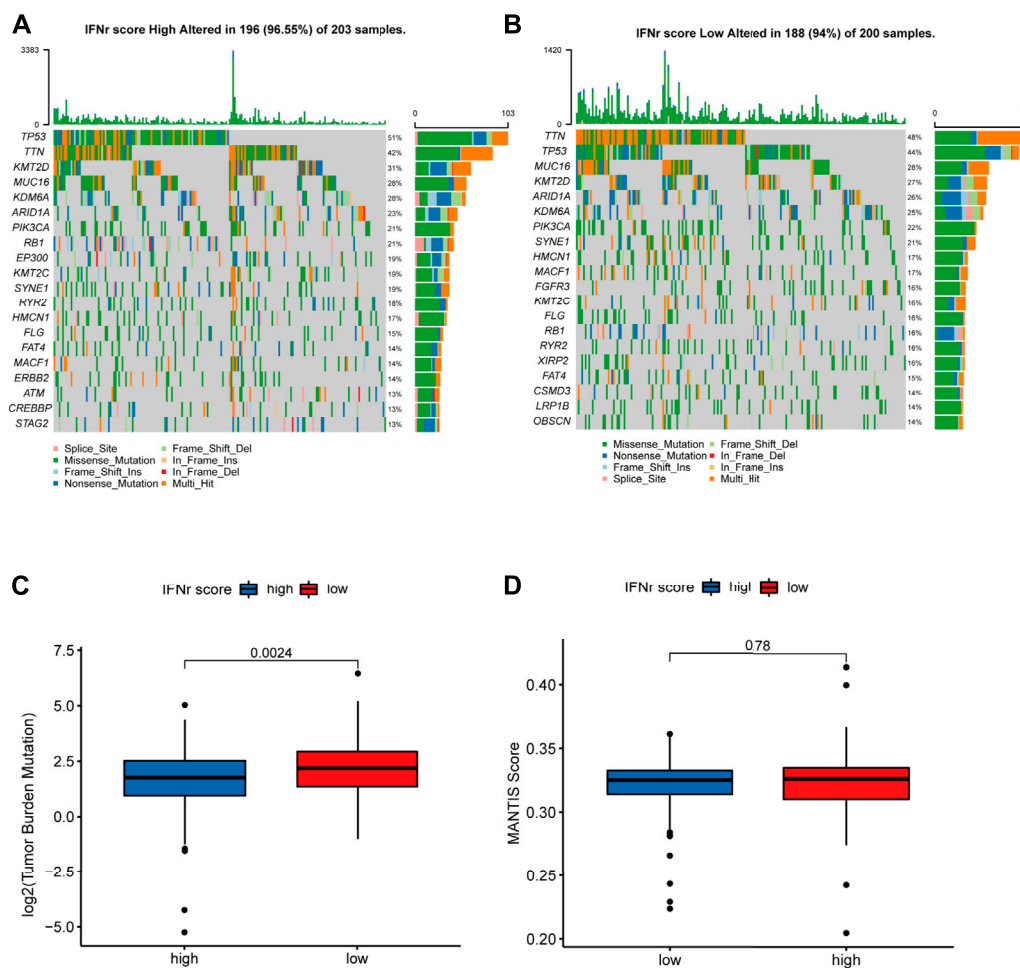 A
IFNr score High Altered in 196 (96.55%) of 203 samples.
3383
0
0 103
TP53 51%
TTN 42%
KMT2D 31%
MUC16 28%
KDM6A 28%
ARID1A 23%
PIK3CA 21%
RB1 21%
EP300 19%
KMT2C 19%
SYNE1 19%
RYR2 18%
HMCN1 17%
FLG 15%
FAT4 14%
MACF1 14%
ERBB2 14%
ATM 13%
CREBBP 13%
STAG2 13%
Splice_Site Frame_Shift_Del
Missense_Mutation In_Frame_Ins
Frame_Shift_Ins In_Frame_Del
Nonsense_Mutation Multi_Hit
B
IFNr score Low Altered in 188 (94%) of 200 samples.
1420
0
0
TTN 48%
TP53 44%
MUC16 28%
KMT2D 27%
ARID1A 26%
KDM6A 25%
PIK3CA 22%
SYNE1 21%
HMCN1 17%
MACF1 17%
FGFR3 16%
KMT2C 16%
FLG 16%
RB1 16%
RYR2 16%
XIRP2 16%
FAT4 15%
CSMD3 14%
LRP1B 14%
OBSCN 14%
Missense_Mutation Frame_Shift_Del
Nonsense_Mutation In_Frame_Del
Frame_Shift_Ins In_Frame_Ins
Splice_Site Multi_Hit
C
IFNr score high low
log2(Tumor Burden Mutation)
7.5
5.0
2.5
0.0
−2.5
−5.0
0.0024
high low
D
IFNr score high low
MANTIS Score
0.40
0.35
0.30
0.25
0.20
0.78
low high